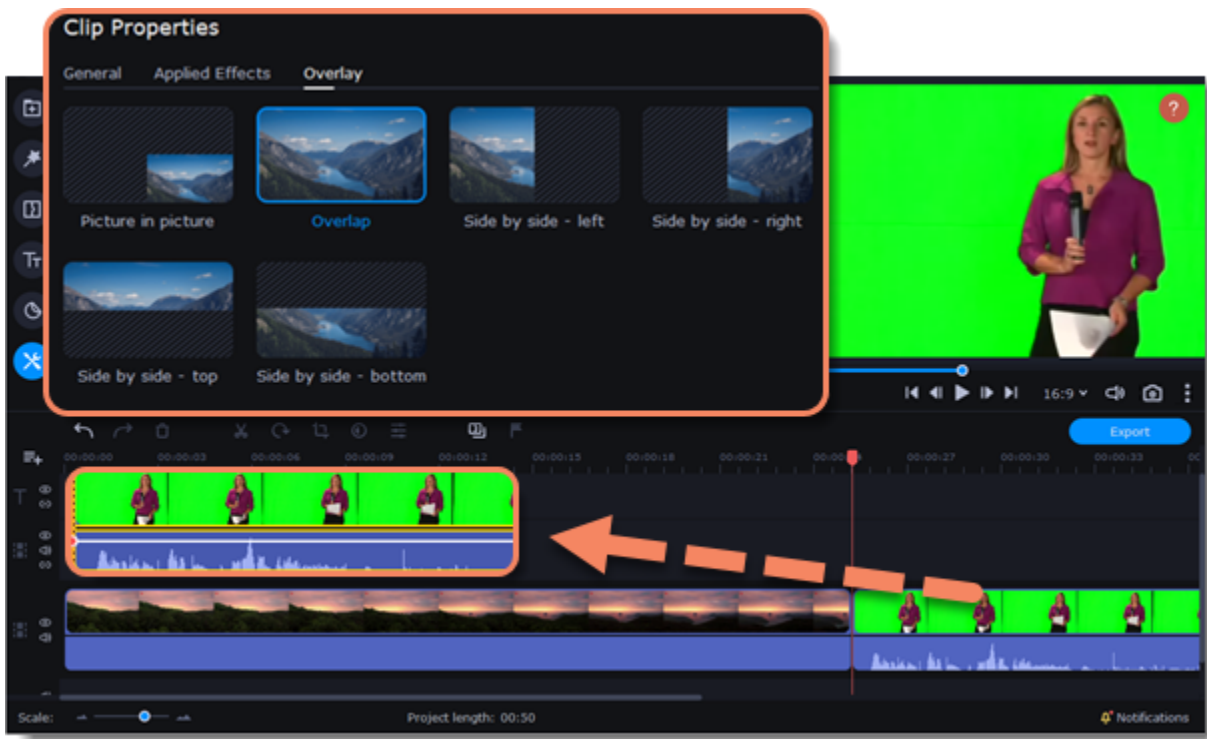 Clip Properties
General Applied Effects Overlay
Picture in picture Overlap Side by side - left Side by side - right
Side by side - top Side by side - bottom
?
16:9
Export
00:00:00 00:00:03 00:00:06 00:00:09 00:00:12 00:00:15 00:00:18 00:00:21 00:00:27 00:00:30 00:00:33
Scale: Project length: 00:50 Notifications